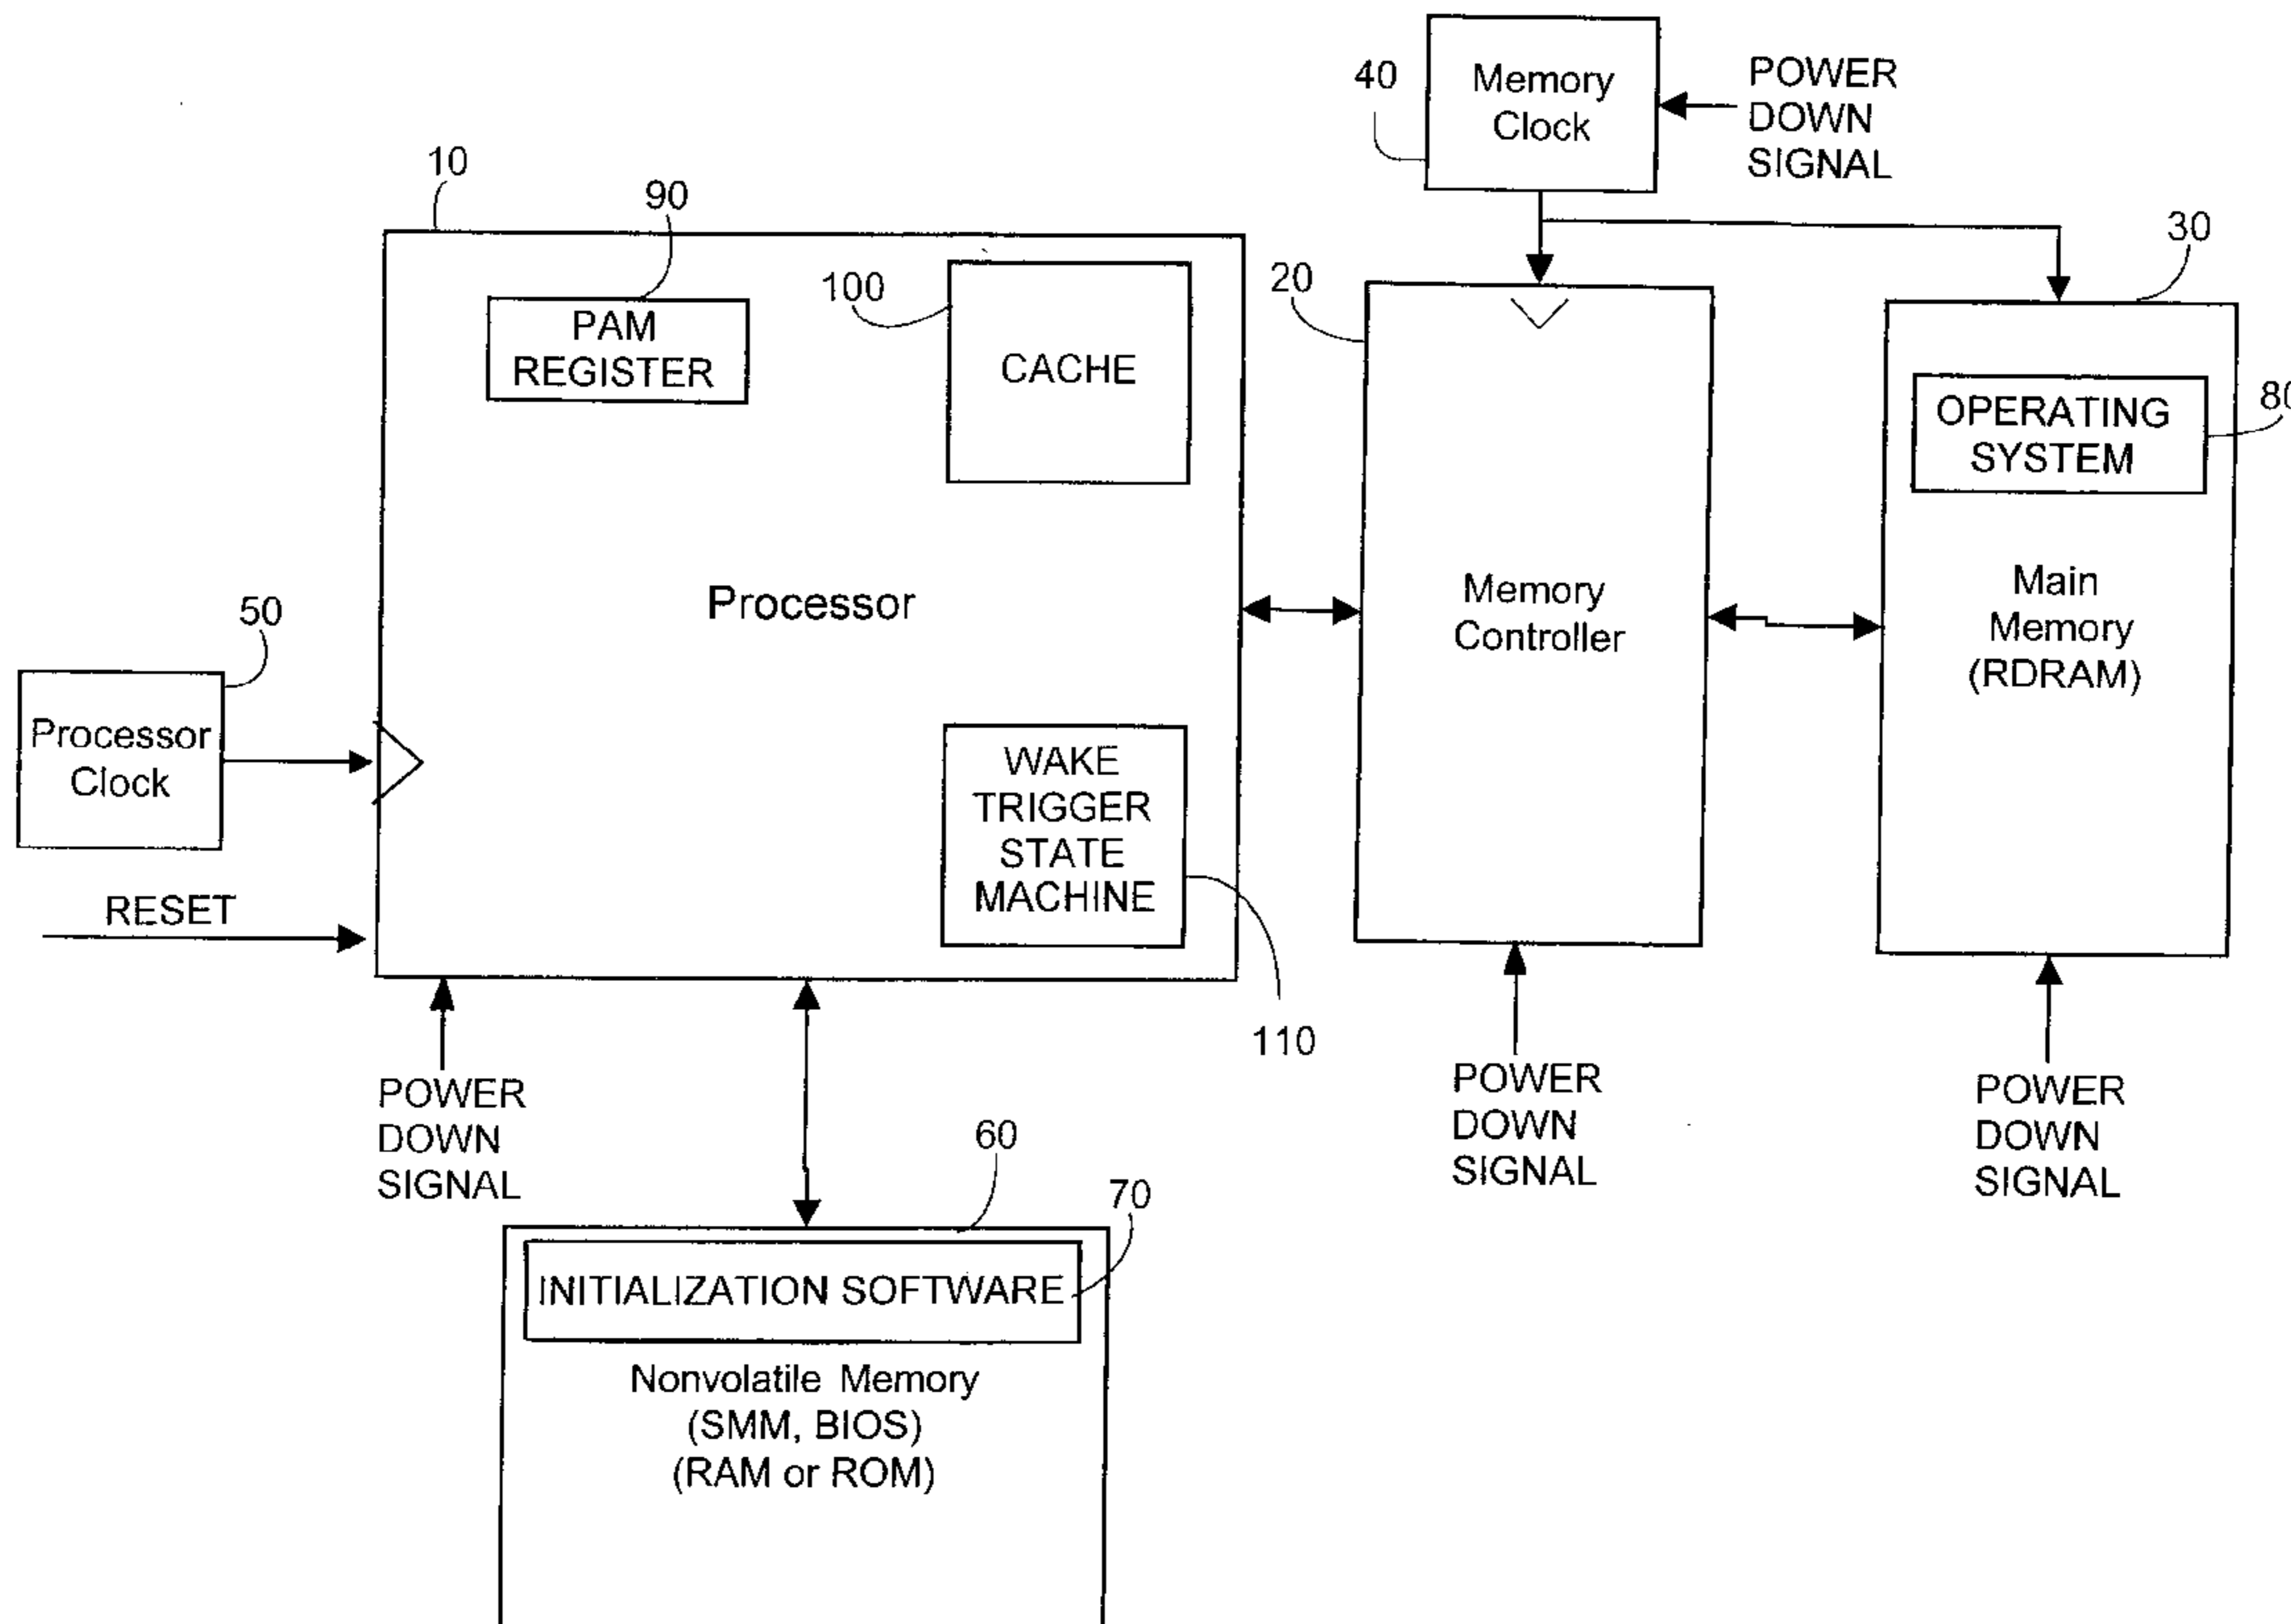 40
Memory
Clock
POWER
DOWN
SIGNAL
10
90
100
PAM
REGISTER
CACHE
20
30
OPERATING
SYSTEM
80
Processor
Memory
Controller
Main
Memory
(RDRAM)
50
Processor
Clock
WAKE
TRIGGER
STATE
MACHINE
RESET
110
POWER
DOWN
SIGNAL
POWER
DOWN
SIGNAL
POWER
DOWN
SIGNAL
60
70
INITIALIZATION SOFTWARE
Nonvolatile Memory
(SMM, BIOS)
(RAM or ROM)